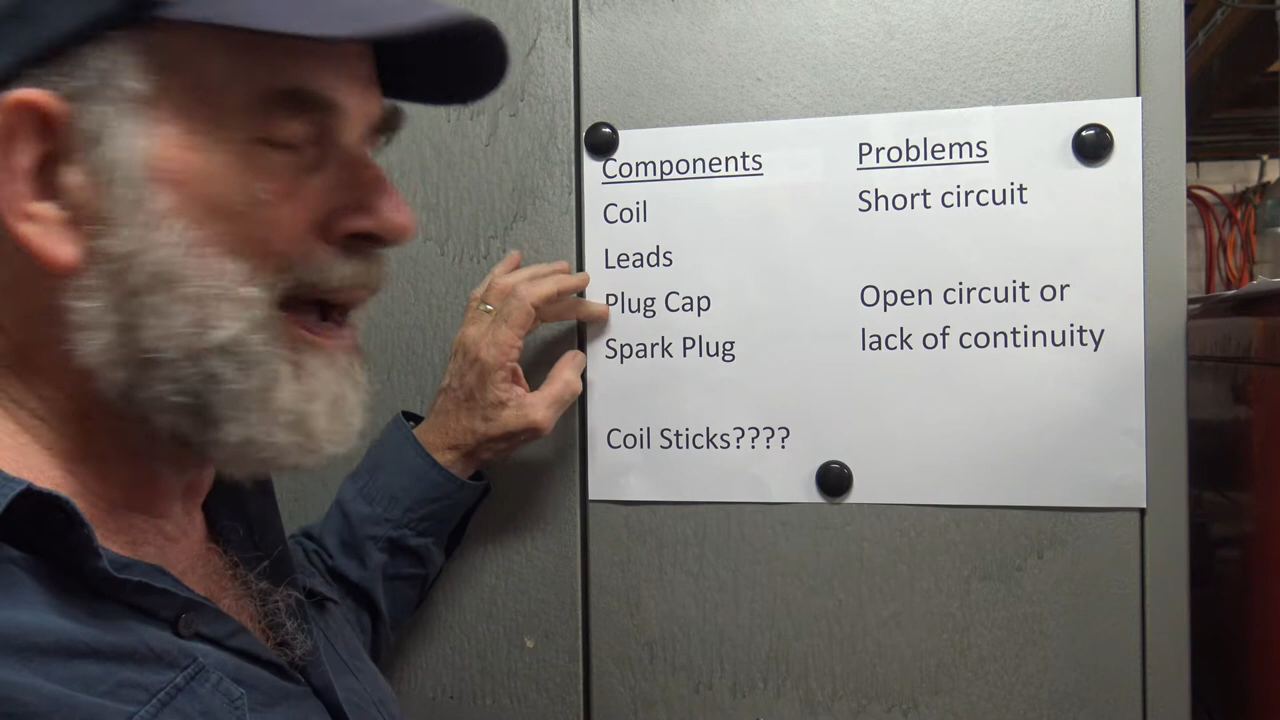 Components
Coil
Leads
Plug Cap
Spark Plug
Coil Sticks????
Problems
Short circuit
Open circuit or
lack of continuity